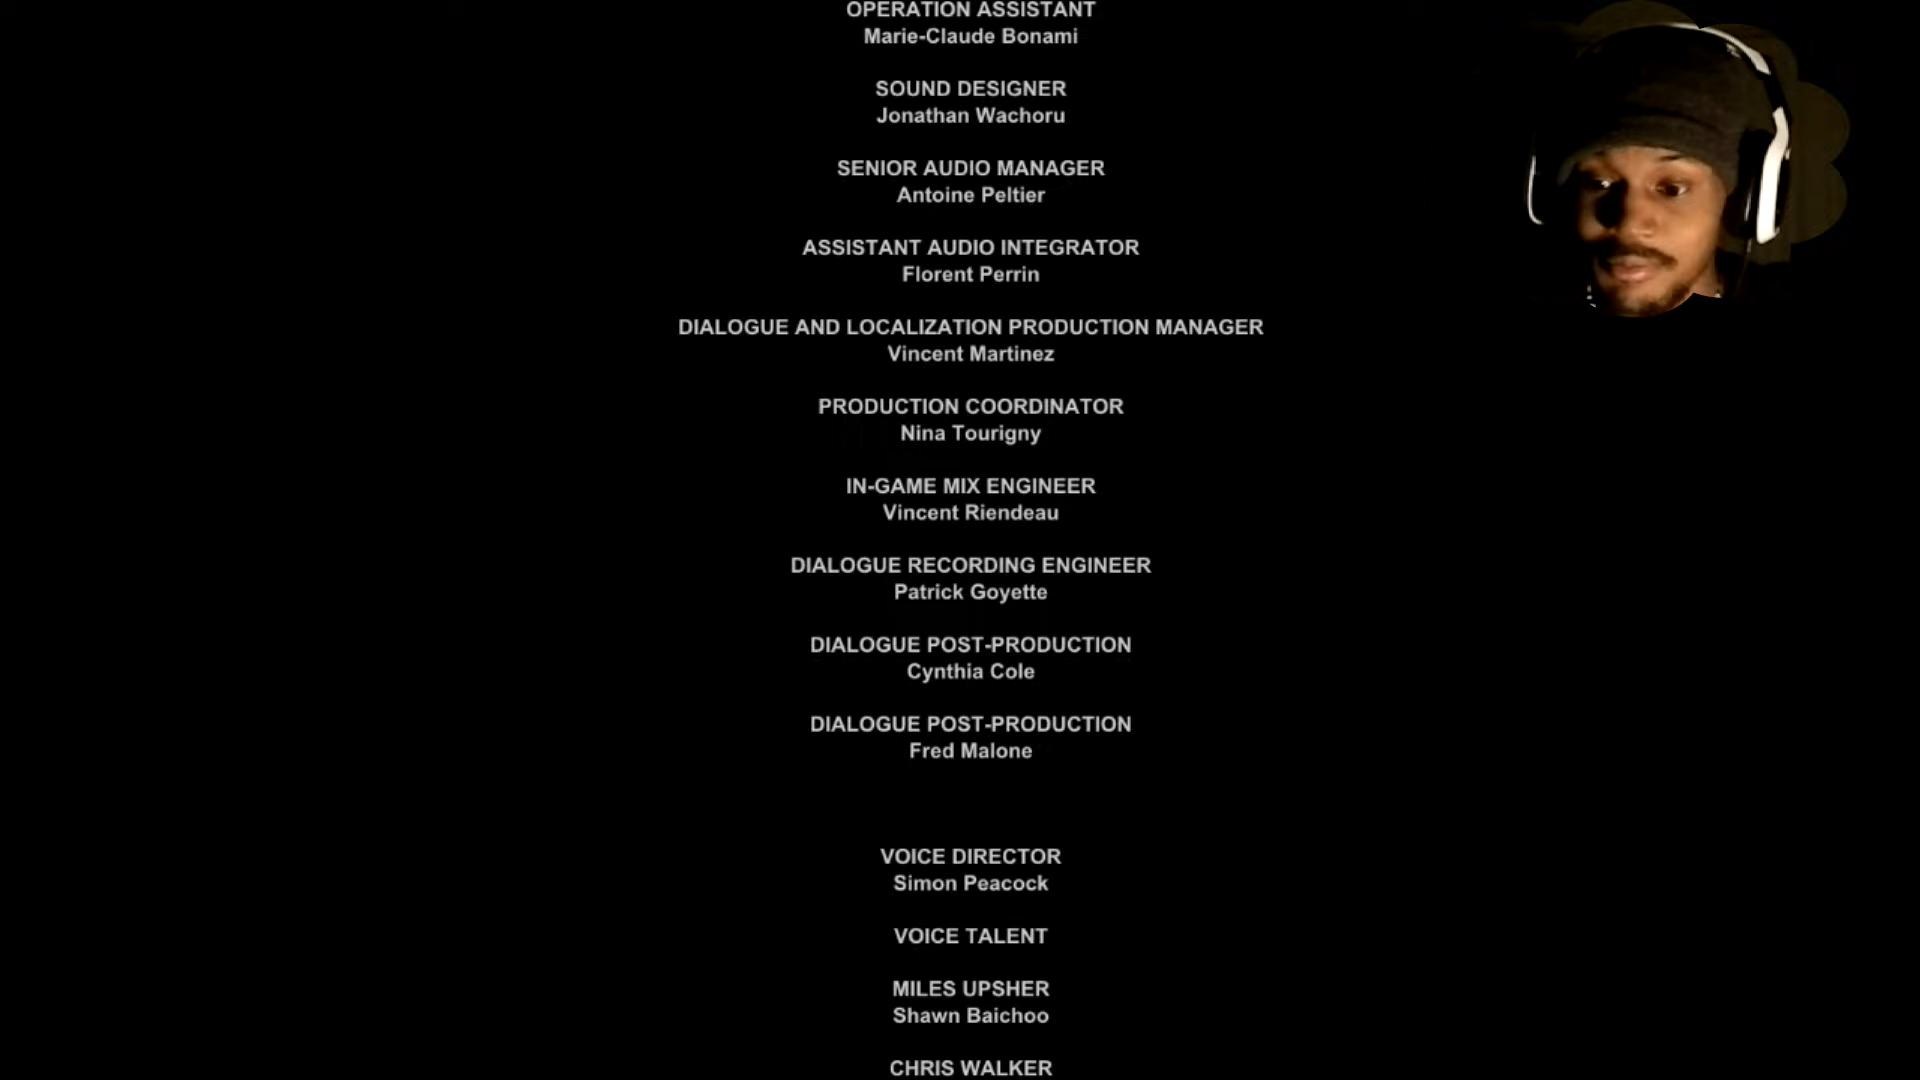 OPERATION ASSISTANT
Marie-Claude Bonami
SOUND DESIGNER
Jonathan Wachoru
SENIOR AUDIO MANAGER
Antoine Peltier
ASSISTANT AUDIO INTEGRATOR
Florent Perrin
DIALOGUE AND LOCALIZATION PRODUCTION MANAGER
Vincent Martinez
PRODUCTION COORDINATOR
Nina Tourigny
IN-GAME MIX ENGINEER
Vincent Riendeau
DIALOGUE RECORDING ENGINEER
Patrick Goyette
DIALOGUE POST-PRODUCTION
Cynthia Cole
DIALOGUE POST-PRODUCTION
Fred Malone
VOICE DIRECTOR
Simon Peacock
VOICE TALENT
MILES UPSHER
Shawn Baichoo
CHRIS WALKER